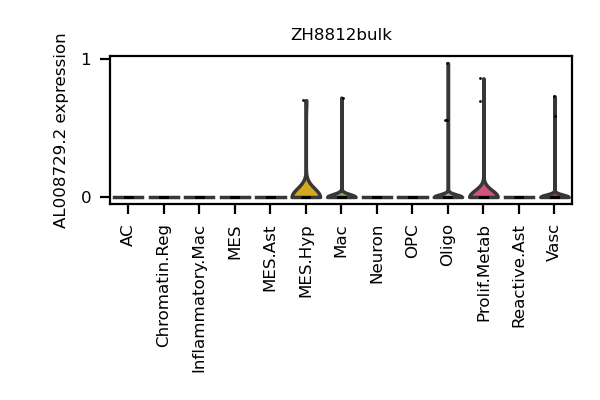 ZH8812bulk
AL008729.2 expression
1
0
AC
Chromatin.Reg
Inflammatory.Mac
MES
MES.Ast
MES.Hyp
Mac
Neuron
OPC
Oligo
Prolif.Metab
Reactive.Ast
Vasc